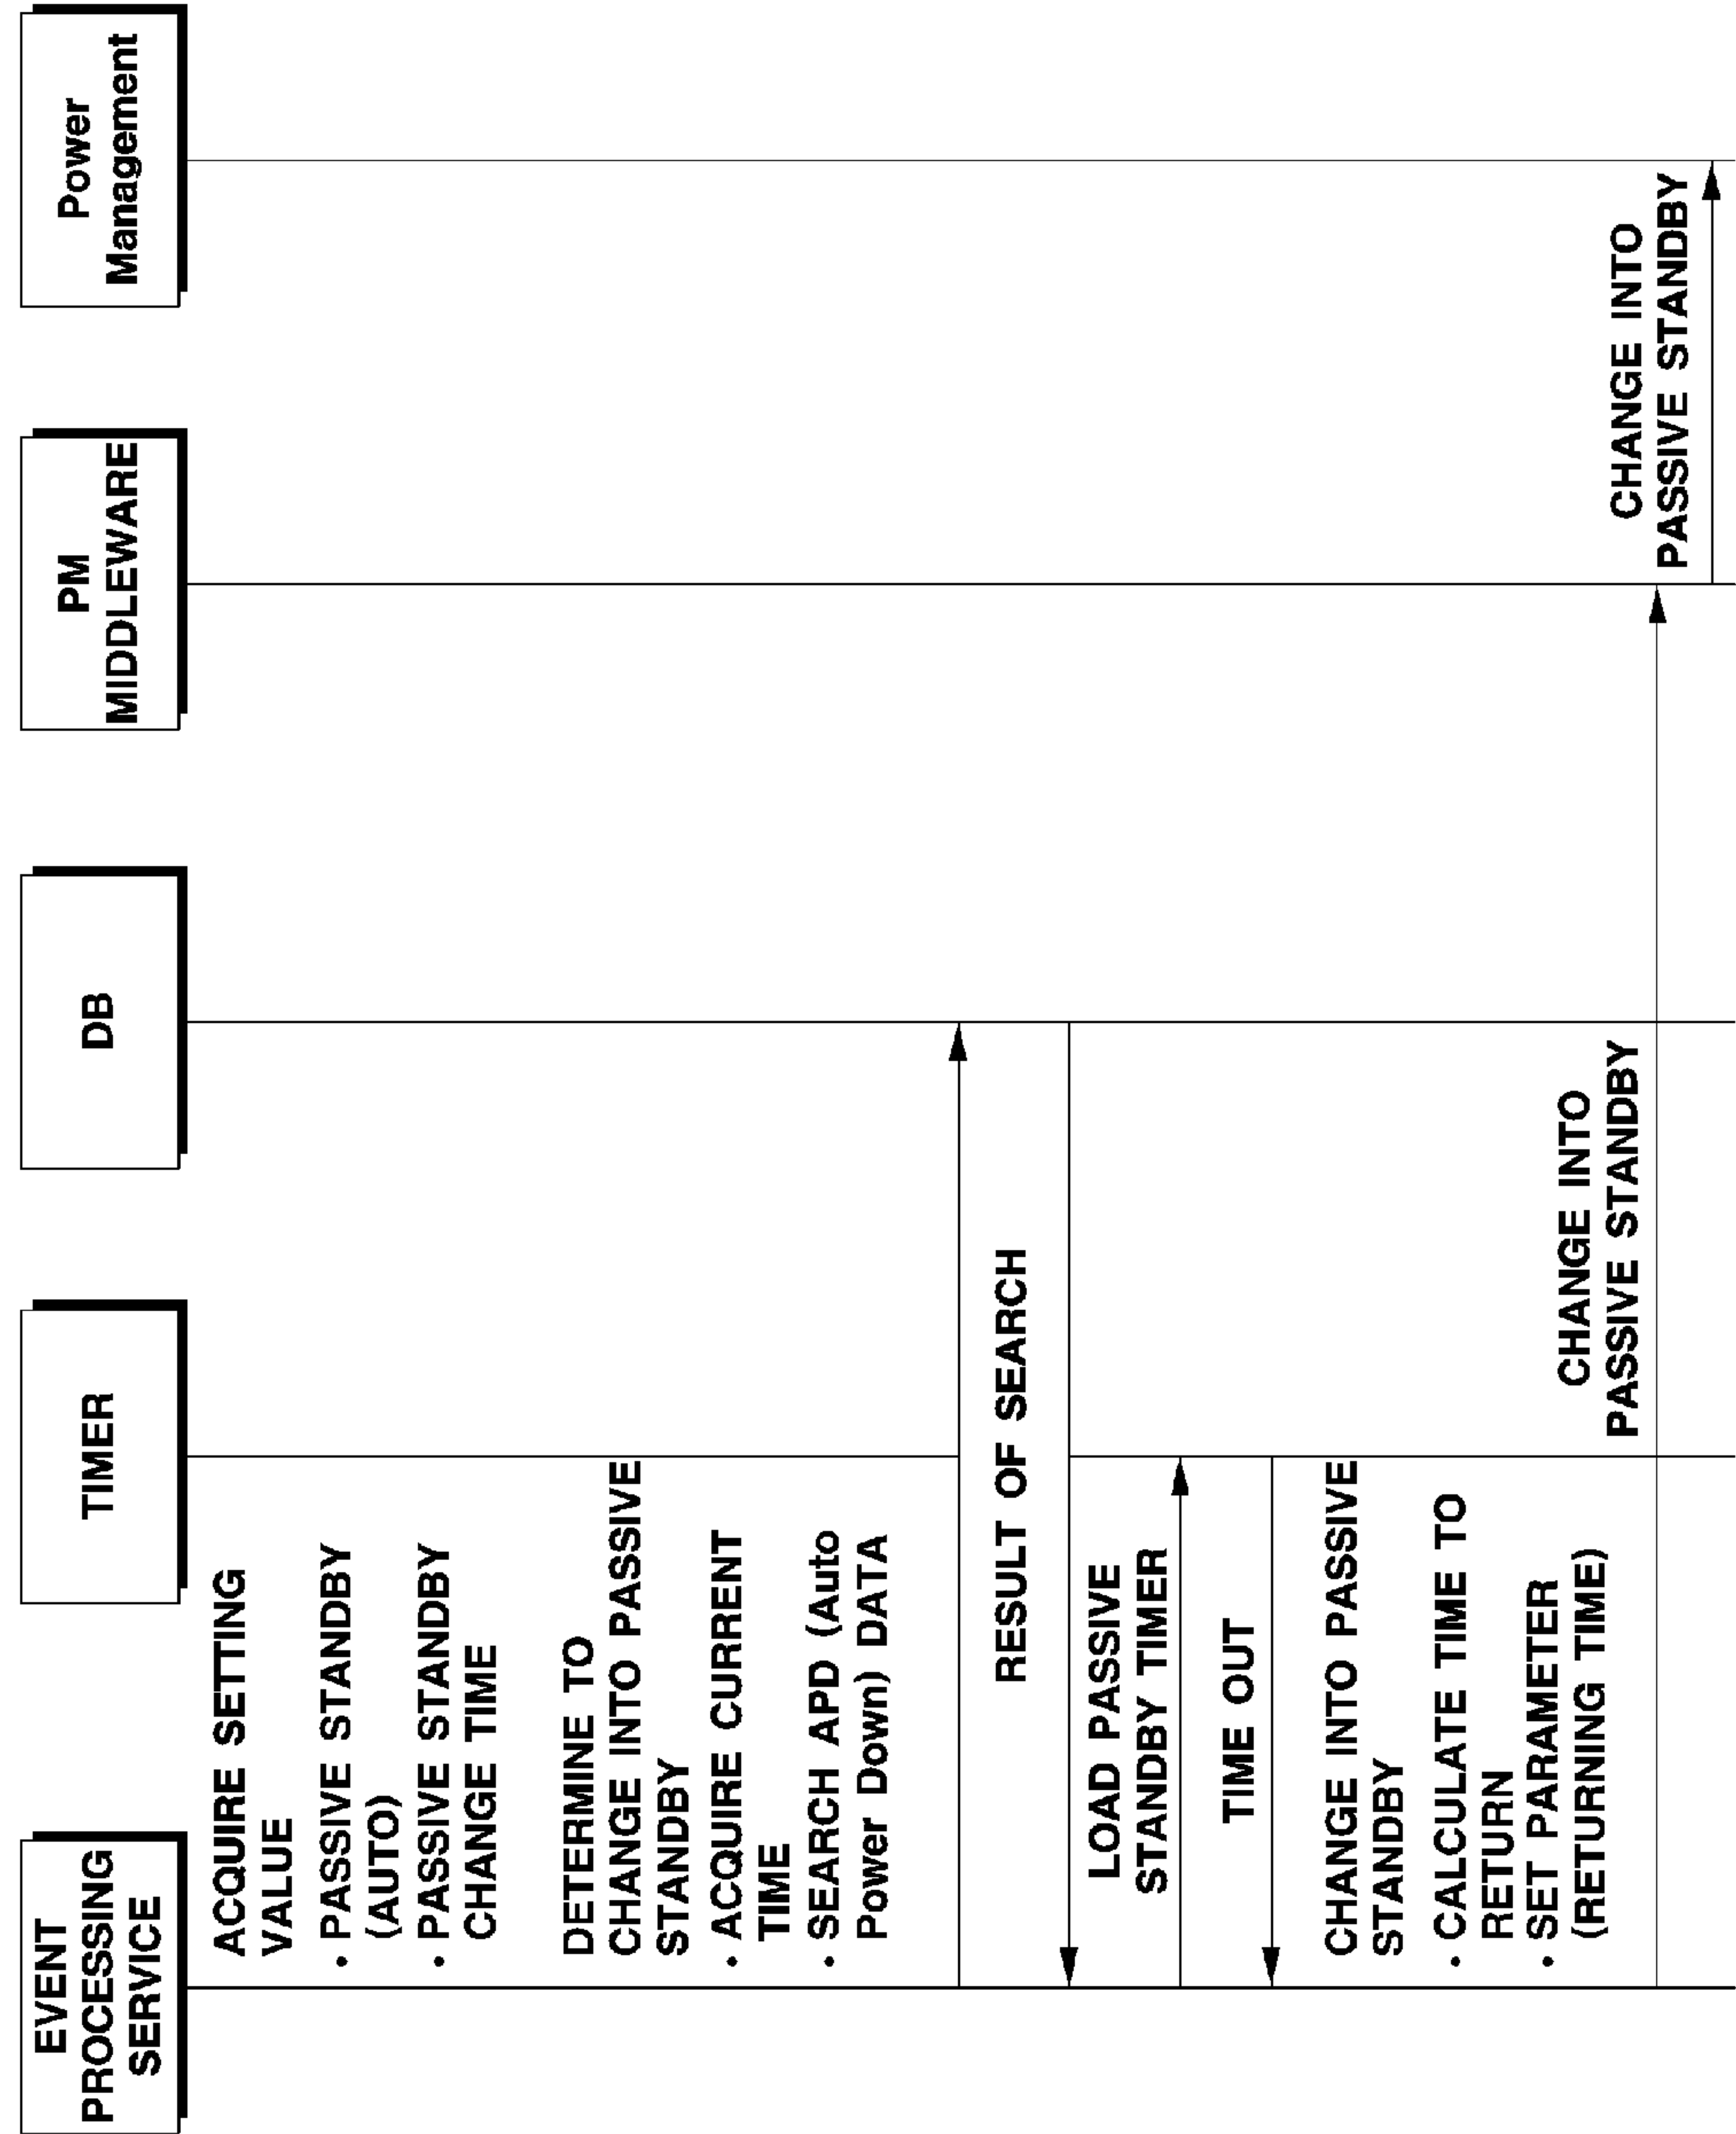 EVENT
PROCESSING
SERVICE
TIMER
DB
PM
MIDDLEWARE
Power
Management
ACQUIRE SETTING
VALUE
· PASSIVE STANDBY
(AUTO)
· PASSIVE STANDBY
CHANGE TIME
DETERMINE TO
CHANGE INTO PASSIVE
STANDBY
· ACQUIRE CURRENT
TIME
· SEARCH APD (Auto
Power Down) DATA
RESULT OF SEARCH
LOAD PASSIVE
STANDBY TIMER
TIME OUT
CHANGE INTO PASSIVE
STANDBY
· CALCULATE TIME TO
RETURN
· SET PARAMETER
(RETURNING TIME)
CHANGE INTO
PASSIVE STANDBY
CHANGE INTO
PASSIVE STANDBY